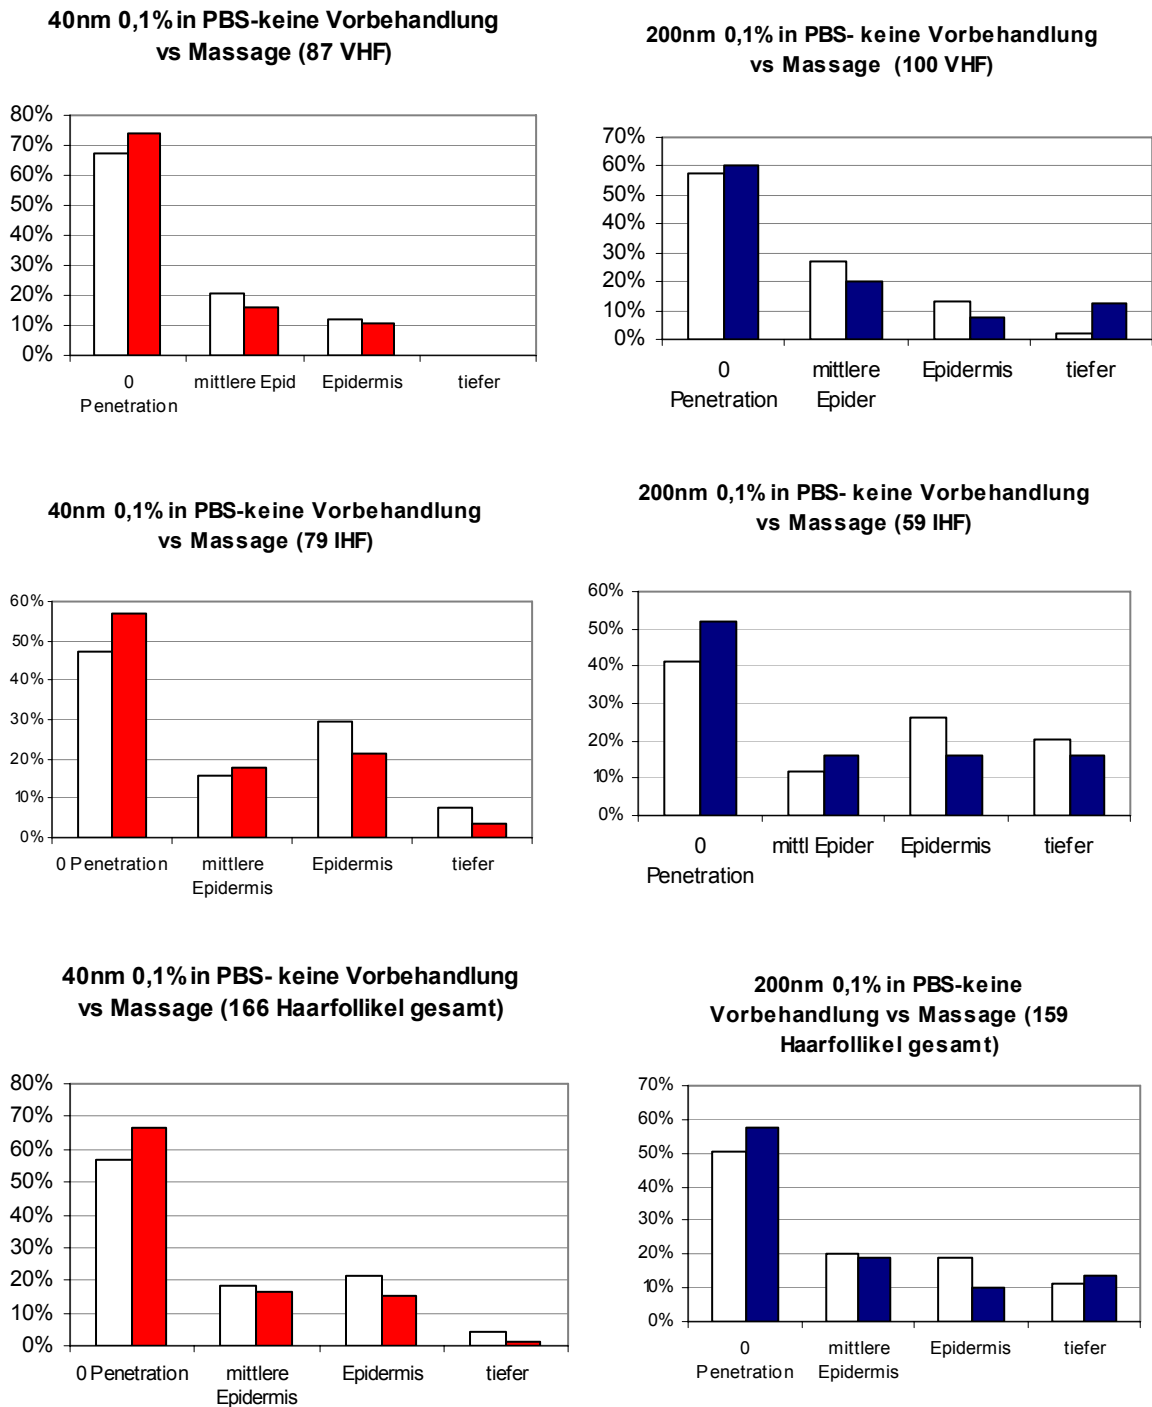 40nm 0,1% in PBS-keine Vorbehandlung
vs Massage (87 VHF)
80%
70%
60%
50%
40%
30%
20%
10%
0%
0
Penetration
mittlere Epid
Epidermis
tiefer
200nm 0,1% in PBS- keine Vorbehandlung
vs Massage (100 VHF)
70%
60%
50%
40%
30%
20%
10%
0%
0
Penetration
mittlere
Epider
Epidermis
tiefer
40nm 0,1% in PBS-keine Vorbehandlung
vs Massage (79 IHF)
60%
50%
40%
30%
20%
10%
0%
0 Penetration
mittlere
Epidermis
Epidermis
tiefer
200nm 0,1% in PBS- keine Vorbehandlung
vs Massage (59 IHF)
60%
50%
40%
30%
20%
10%
0%
0
Penetration
mittl Epider
Epidermis
tiefer
40nm 0,1% in PBS- keine Vorbehandlung
vs Massage (166 Haarfollikel gesamt)
80%
70%
60%
50%
40%
30%
20%
10%
0%
0 Penetration
mittlere
Epidermis
Epidermis
tiefer
200nm 0,1% in PBS-keine
Vorbehandlung vs Massage (159
Haarfollikel gesamt)
70%
60%
50%
40%
30%
20%
10%
0%
0
Penetration
mittlere
Epidermis
Epidermis
tiefer